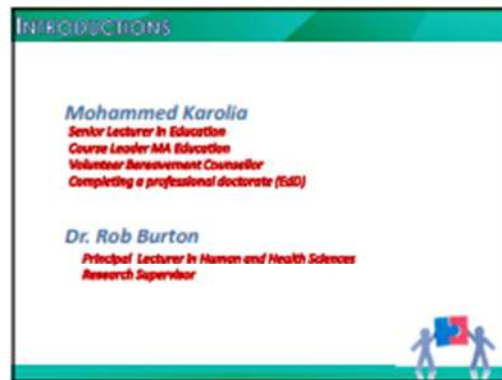 INTRODUCTIONS
Mohammed Karolia
Senior Lecturer in Education
Course Leader MA Education
Volunteer Bereavement Counsellor
Completing a professional doctorate (EdD)
Dr. Rob Burton
Principal Lecturer in Human and Health Sciences
Research Supervisor